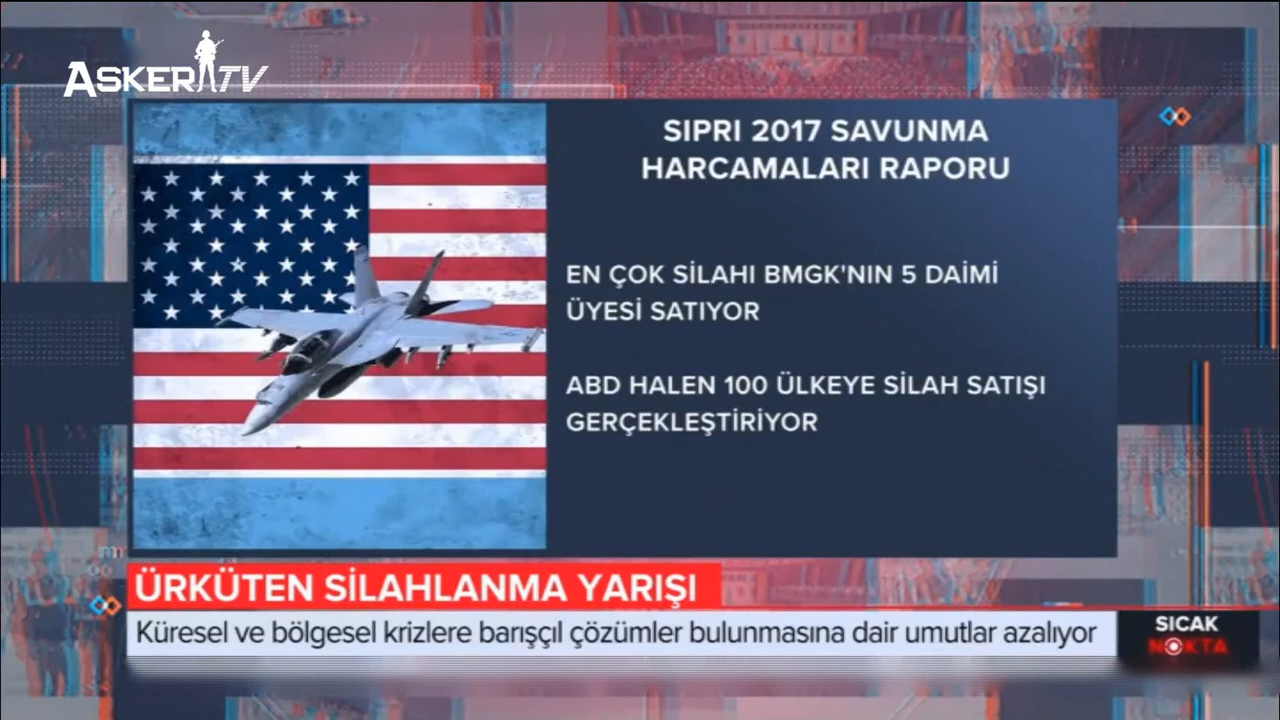 ASKER TV
SIPRI 2017 SAVUNMA
HARCAMALARI RAPORU
EN ÇOK SİLAHI BMGK'NIN 5 DAİMİ
ÜYESİ SATIYOR
ABD HALEN 100 ÜLKEYE SİLAH SATIŞI
GERÇEKLEŞTİRİYOR
ÜRKÜTEN SİLAHLANMA YARIŞI
Küresel ve bölgesel krizlere barışçıl çözümler bulunmasına dair umutlar azalıyor
SICAK
NOKTA